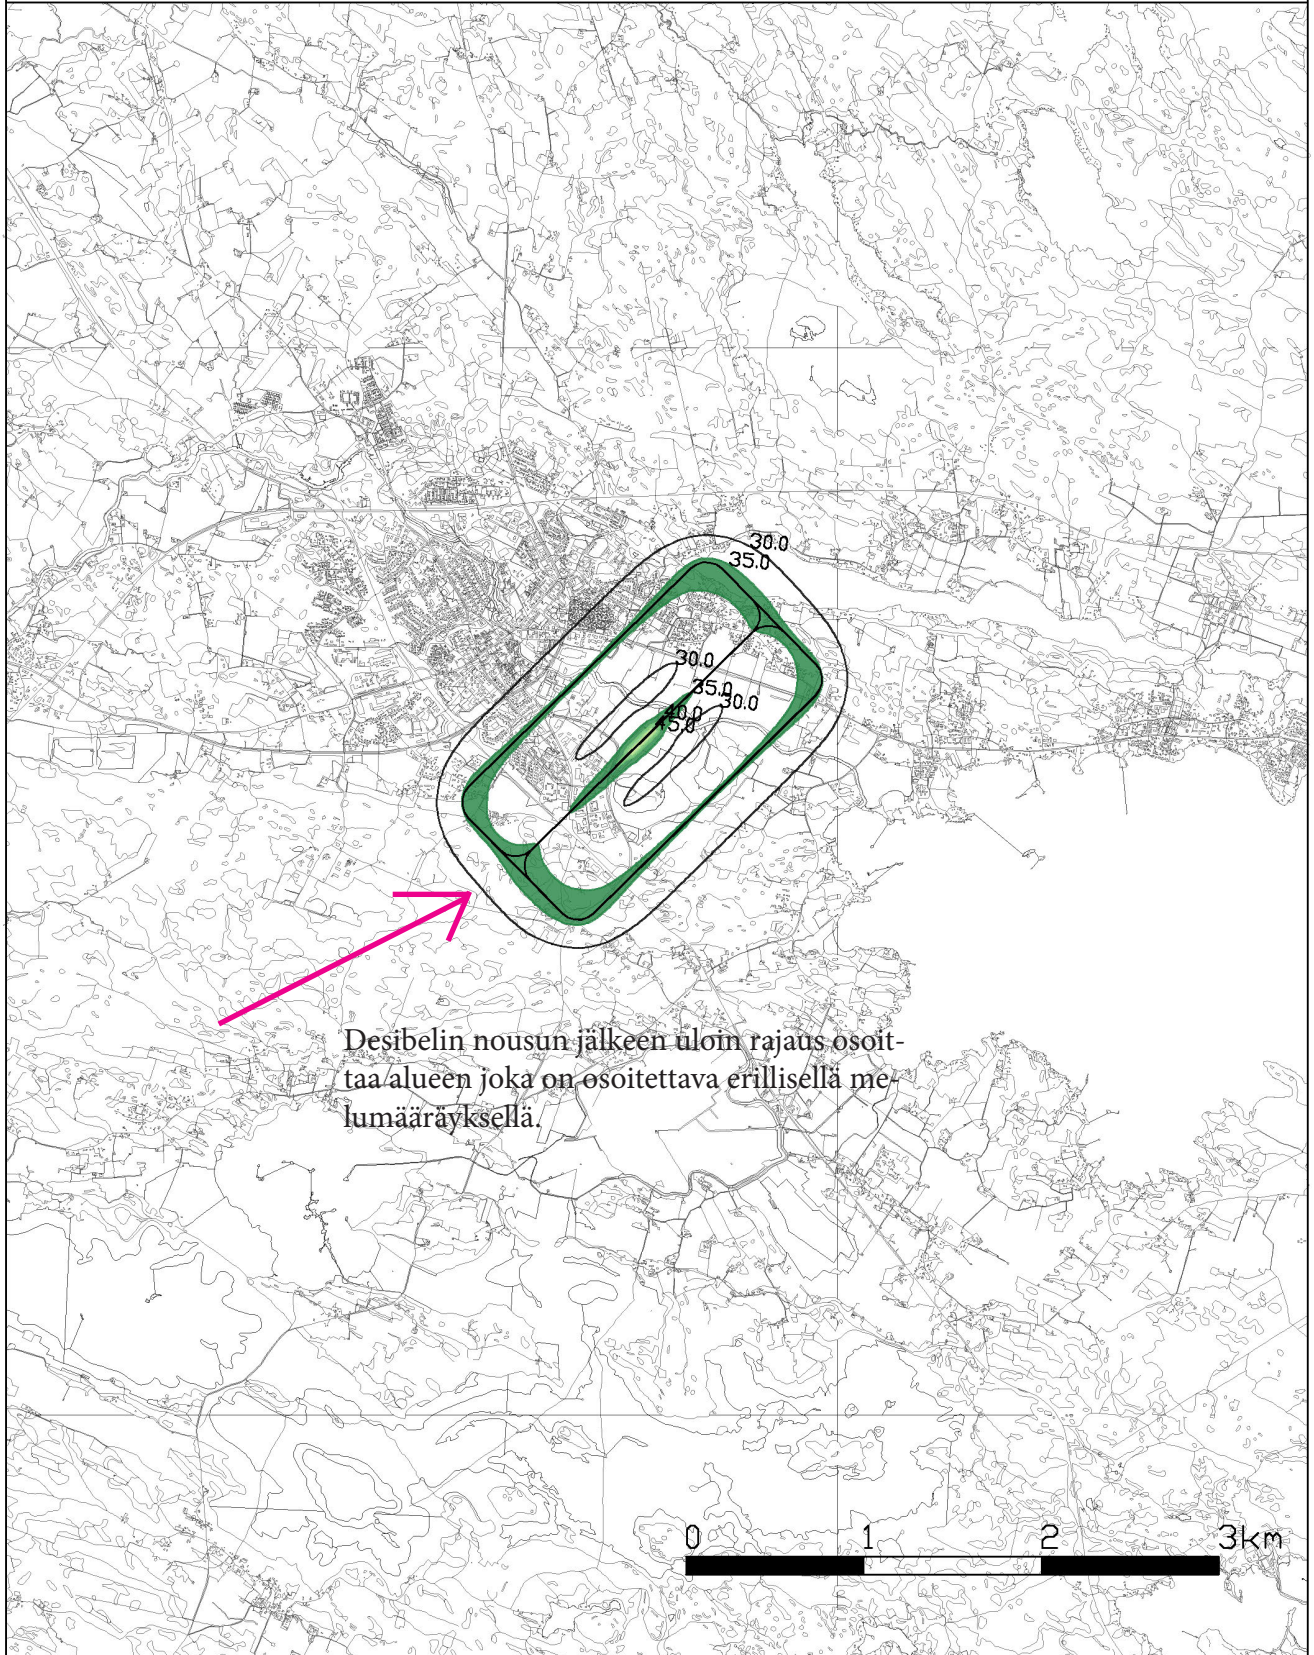 30.0
35.0
30.0
35.0
30.0
40.0
45.0
Desibelin nousun jälkeen uloin rajaus osoit-
taa alueen joka on osoitettava erillisellä me-
lumääräyksellä.
0 1 2 3km